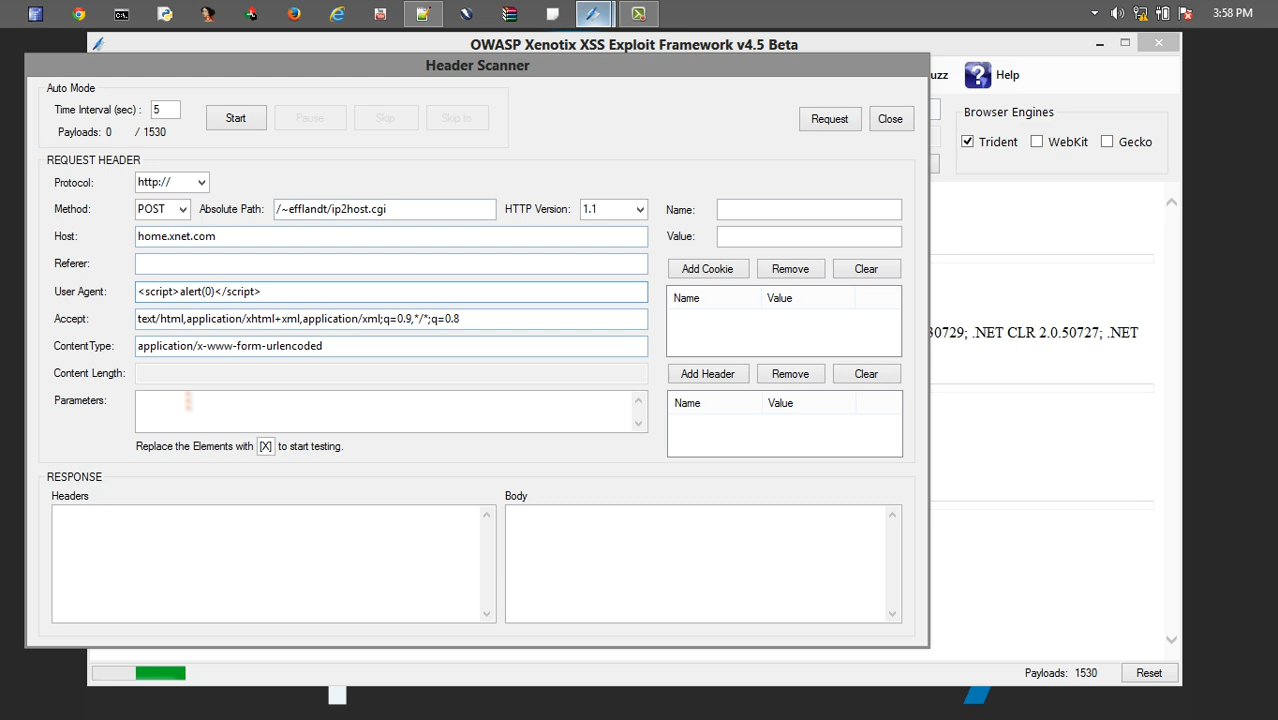 3:58 PM
OWASP Xenotix XSS Exploit Framework v4.5 Beta
Header Scanner
uzz Help
Auto Mode
Time Interval (sec) : 5
Start Pause Skip Skip to
Payloads: 0 / 1530
Request Close
Browser Engines
Trident WebKit Gecko
REQUEST HEADER
Protocol: http://
Method: POST Absolute Path: /~efflandt/ip2host.cgi HTTP Version: 1.1
Name:
Host: home.xnet.com
Value:
Referer:
Add Cookie Remove Clear
User Agent: <script>alert(0)</script>
Name Value
Accept: text/html,application/xhtml+xml,application/xml;q=0.9,*/*;q=0.8
30729; .NET CLR 2.0.50727; .NET
ContentType: application/x-www-form-urlencoded
Content Length:
Add Header Remove Clear
Parameters:
Name Value
Replace the Elements with [X] to start testing.
RESPONSE
Headers
Body
Payloads: 1530 Reset